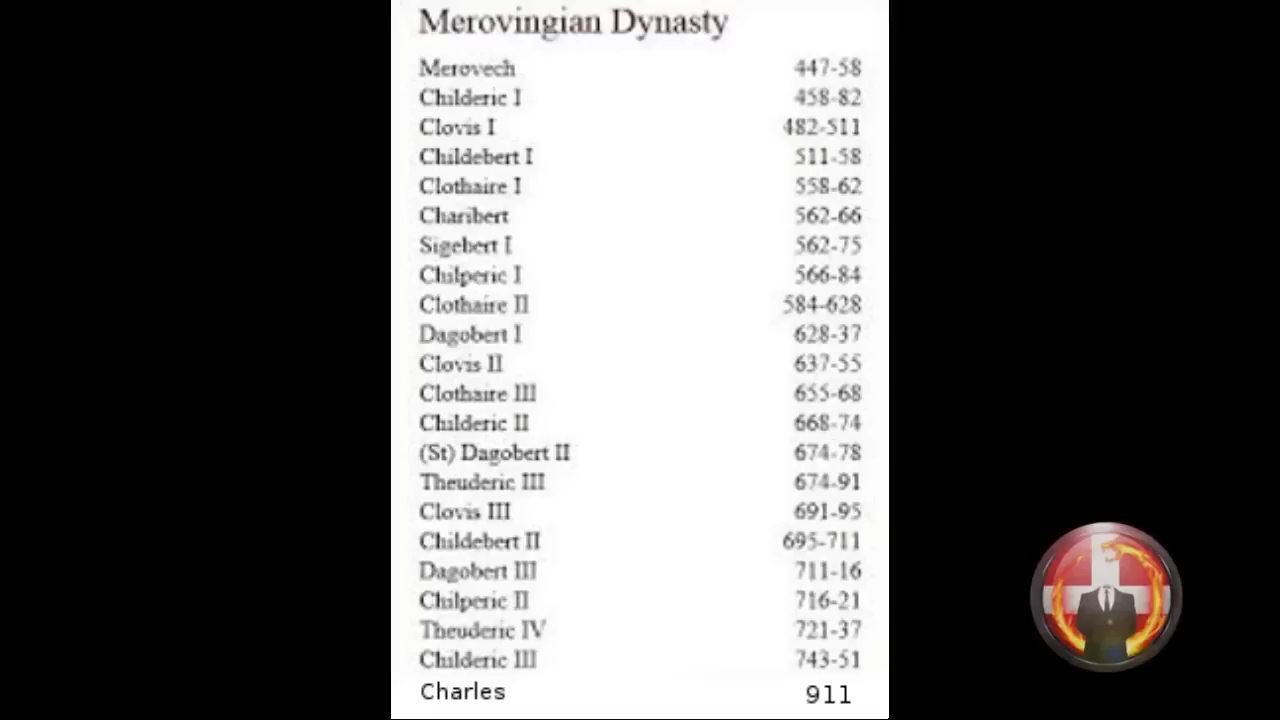 Merovingian Dynasty
Merovech 447-58
Childeric I 458-82
Clovis I 482-511
Childebert I 511-58
Clothaire I 558-62
Charibert 562-66
Sigebert I 562-75
Chilperic I 566-84
Clothaire II 584-628
Dagobert I 628-37
Clovis II 637-55
Clothaire III 655-68
Childeric II 668-74
(St) Dagobert II 674-78
Theuderic III 674-91
Clovis III 691-95
Childebert II 695-711
Dagobert III 711-16
Chilperic II 716-21
Theuderic IV 721-37
Childeric III 743-51
Charles 911